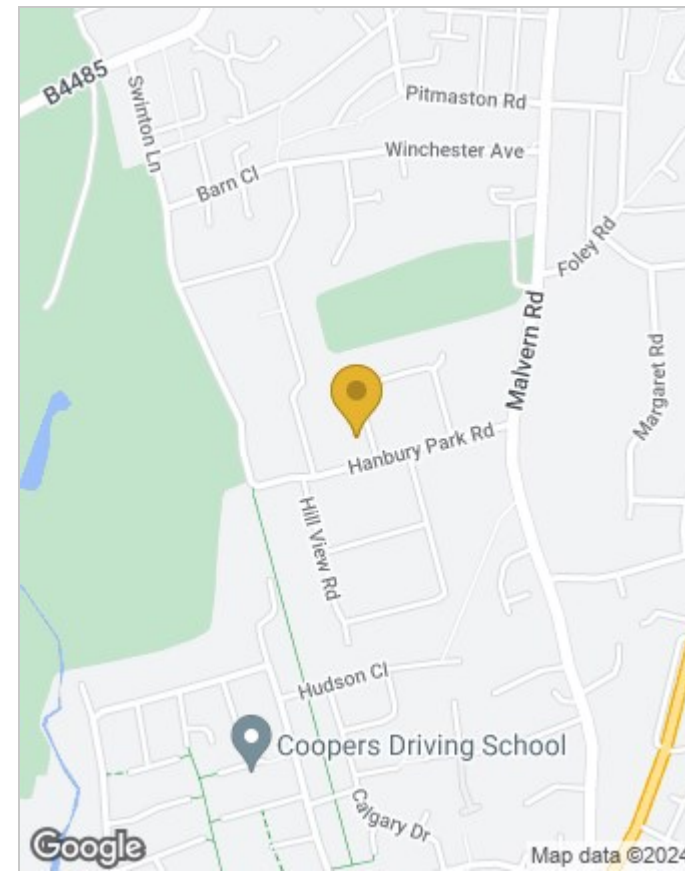 B4485
Swinton Ln
Pitmaston Rd
Winchester Ave
Barn Cl
Foley Rd
Malvern Rd
Margaret Rd
Hanbury Park Rd
Hill View Rd
Hudson Cl
Coopers Driving School
Calgary Dr
Google
Map data ©2024